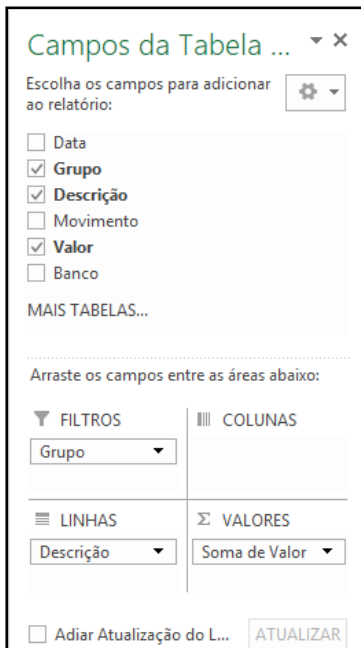 Campos da Tabela ...
Escolha os campos para adicionar
ao relatório:
Data
Grupo
Descrição
Movimento
Valor
Banco
MAIS TABELAS...
Arraste os campos entre as áreas abaixo:
FILTROS
Grupo
COLUNAS
LINHAS
Descrição
Σ VALORES
Soma de Valor
Adiar Atualização do L...
ATUALIZAR